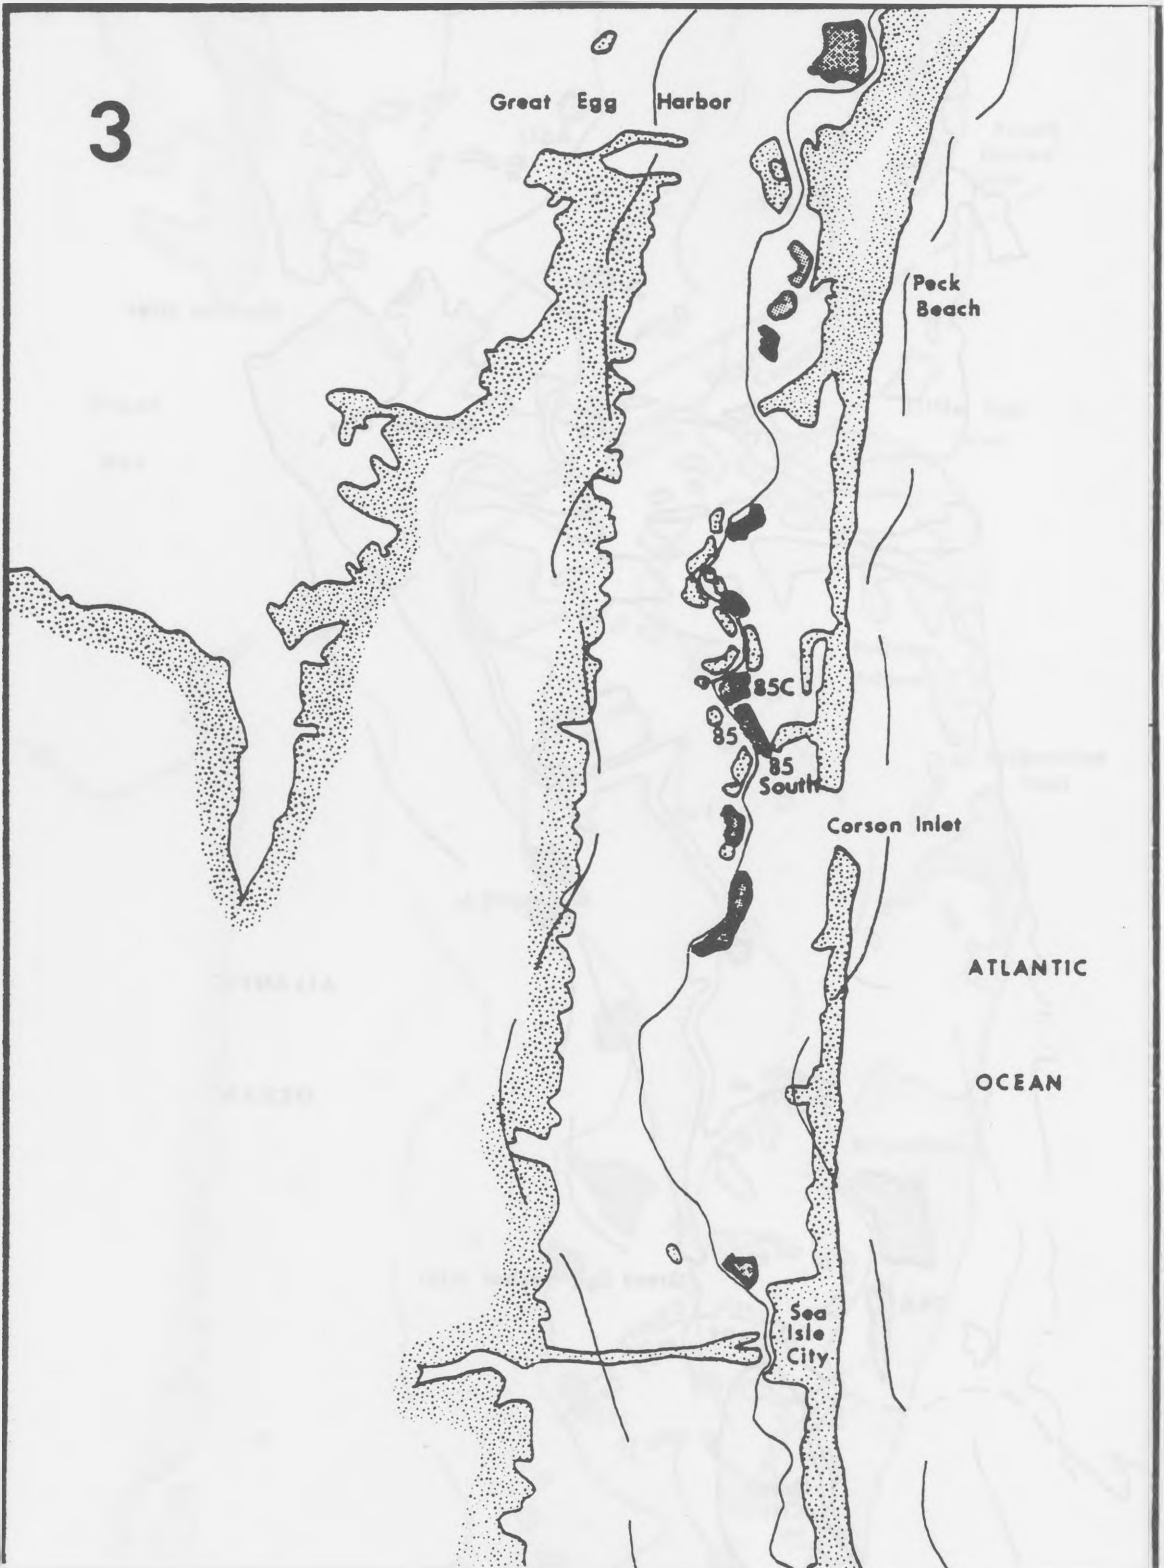 3
Great Egg Harbor
Peck
Beach
85C
85
85
South
Corson Inlet
ATLANTIC
OCEAN
Sea
Isle
City